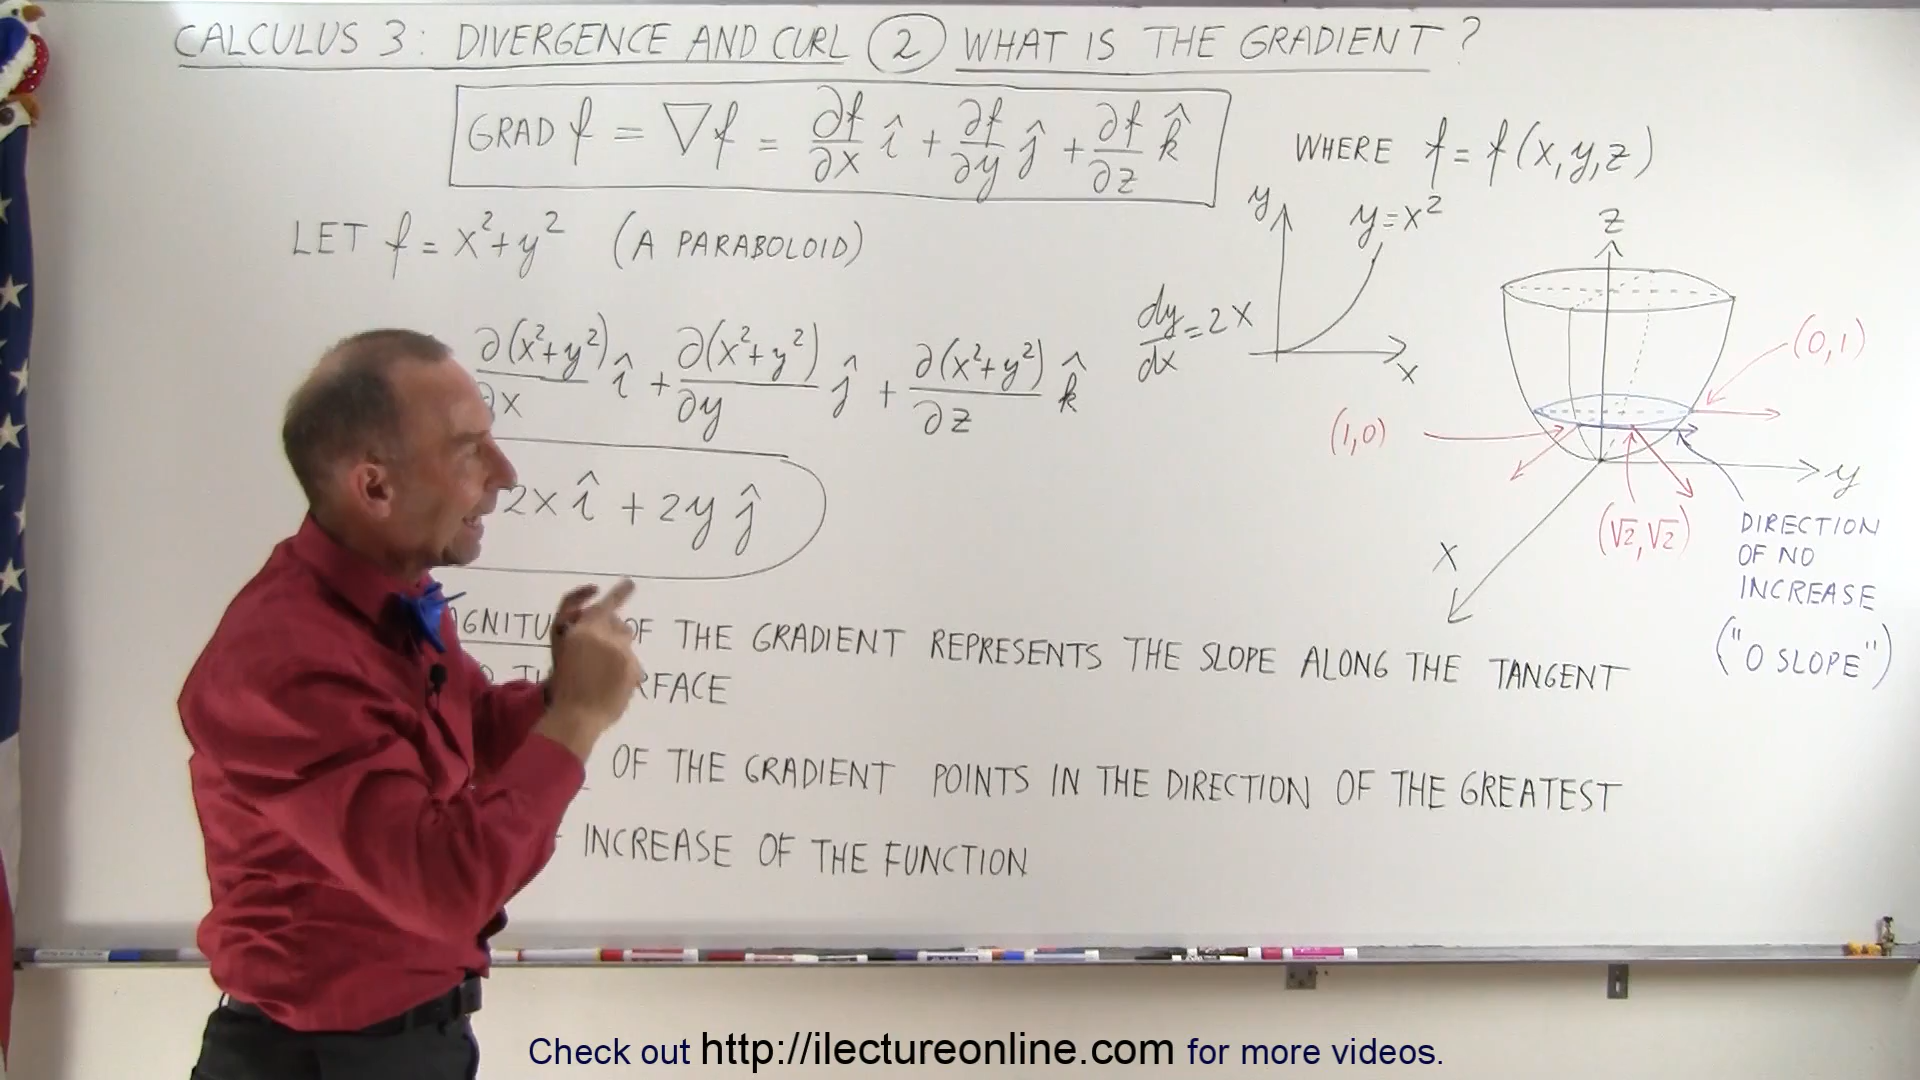 CALCULUS 3: DIVERGENCE AND CURL (2) WHAT IS THE GRADIENT?
GRAD f = ∇f = ∂f/∂x î + ∂f/∂y ĵ + ∂f/∂z k̂
WHERE f = f(x,y,z)
LET f = x²+y² (A PARABOLOID)
∂(x²+y²)/∂x î + ∂(x²+y²)/∂y ĵ + ∂(x²+y²)/∂z k̂
2x î + 2y ĵ
y
y=x²
dy/dx = 2x
x
z
(0,1)
(1,0)
y
(√2,√2)
x
DIRECTION
OF NO
INCREASE
("0 SLOPE")
OF THE GRADIENT REPRESENTS THE SLOPE ALONG THE TANGENT
OF THE GRADIENT POINTS IN THE DIRECTION OF THE GREATEST
INCREASE OF THE FUNCTION
Check out http://ilectureonline.com for more videos.